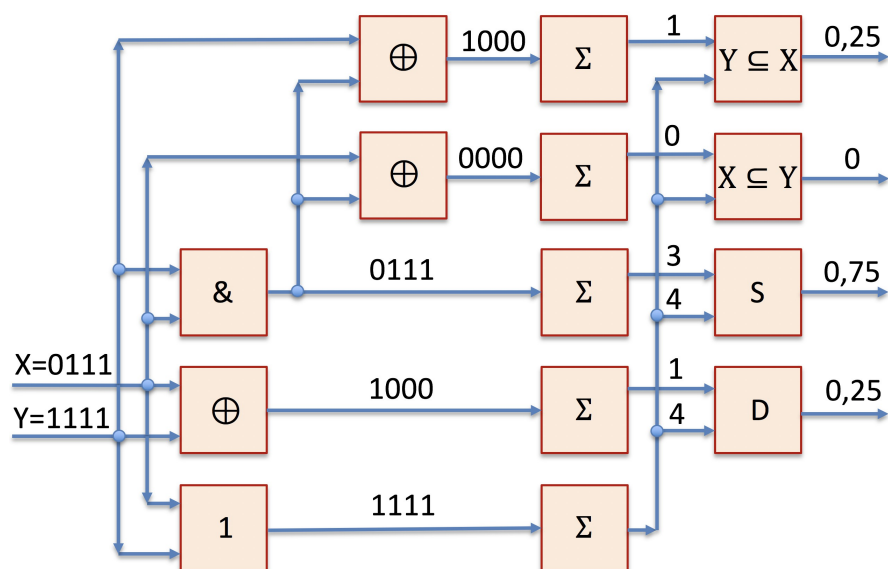 ⊕ 1000 Σ 1 Y ⊆ X 0,25
⊕ 0000 Σ 0 X ⊆ Y 0
& 0111 Σ 3 4 S 0,75
X=0111
Y=1111
⊕ 1000 Σ 1 4 D 0,25
1 1111 Σ